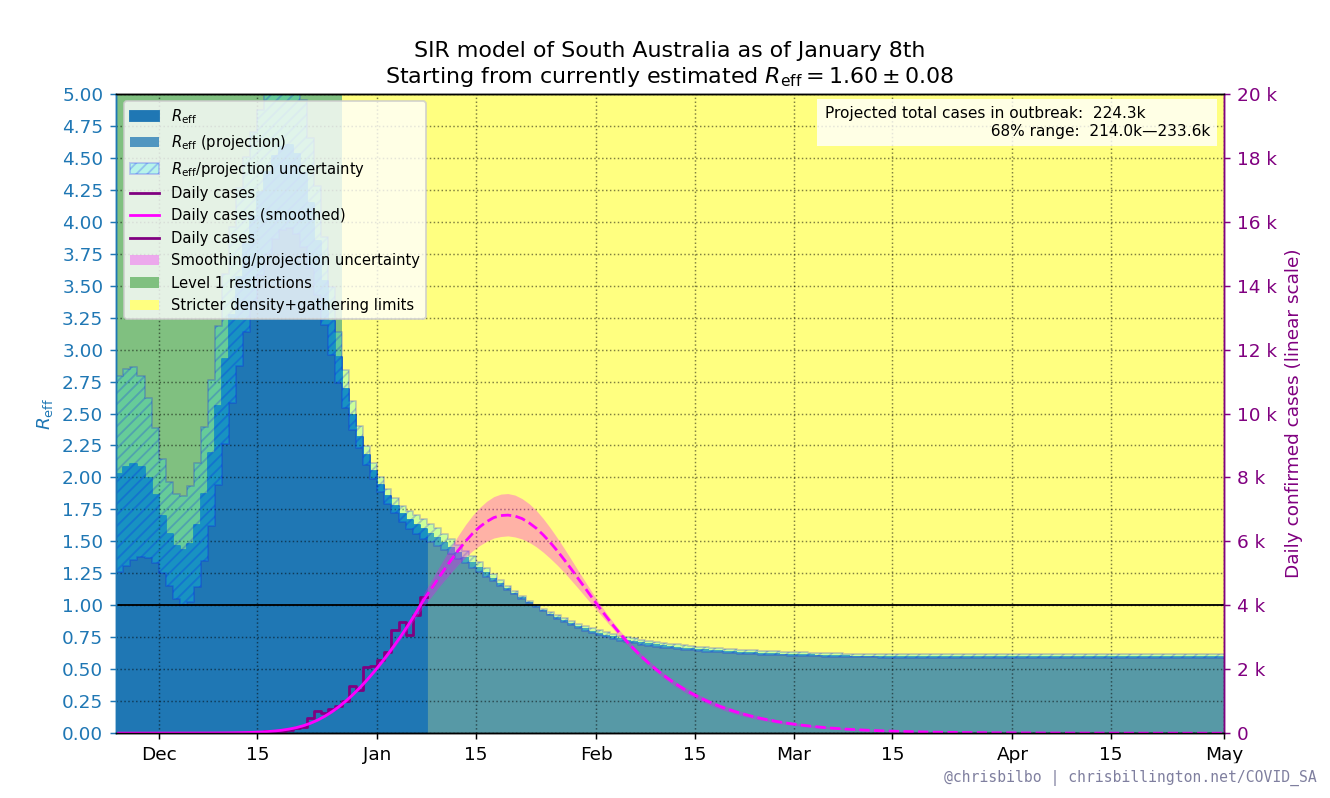 SIR model of South Australia as of January 8th
Starting from currently estimated R_eff = 1.60 ± 0.08
Projected total cases in outbreak: 224.3k
68% range: 214.0k—233.6k
R_eff
R_eff (projection)
R_eff/projection uncertainty
Daily cases
Daily cases (smoothed)
Daily cases
Smoothing/projection uncertainty
Level 1 restrictions
Stricter density+gathering limits
5.00
4.75
4.50
4.25
4.00
3.75
3.50
3.25
3.00
2.75
2.50
2.25
2.00
1.75
1.50
1.25
1.00
0.75
0.50
0.25
0.00
R_eff
20 k
18 k
16 k
14 k
12 k
10 k
8 k
6 k
4 k
2 k
0
Daily confirmed cases (linear scale)
Dec 15 Jan 15 Feb 15 Mar 15 Apr 15 May
@chrisbilbo | chrisbillington.net/COVID_SA